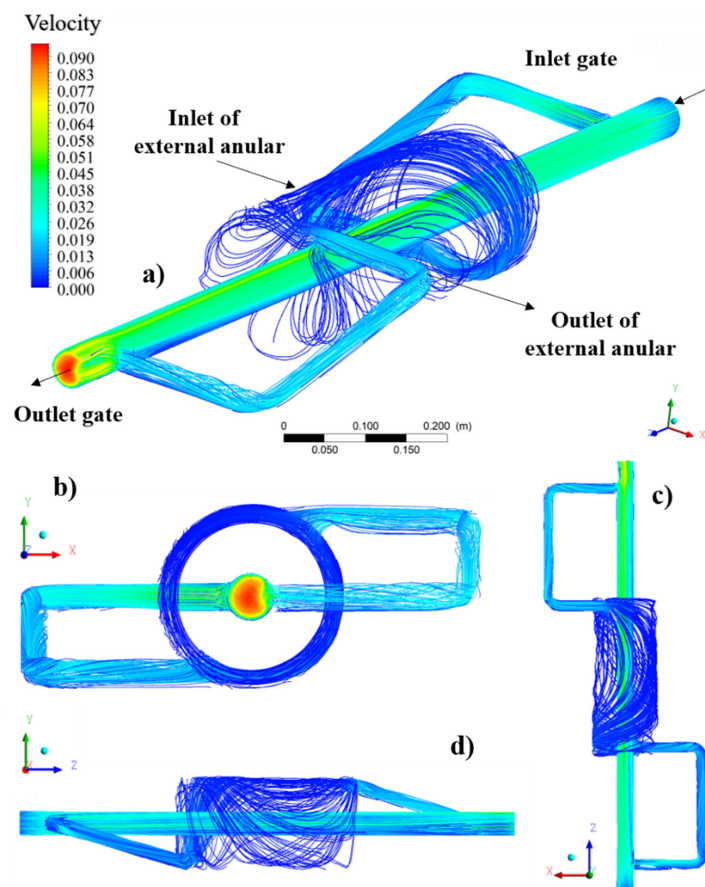 Velocity
0.090
0.083
0.077
0.070
0.064
0.058
0.051
0.045
0.038
0.032
0.026
0.019
0.013
0.006
0.000
Inlet gate
Inlet of
external anular
a)
Outlet of
external anular
Outlet gate
0 0.100 0.200 (m)
0.050 0.150
Y
Z X
b)
Y
Z X
c)
d)
Y
X Z
Z
X Y